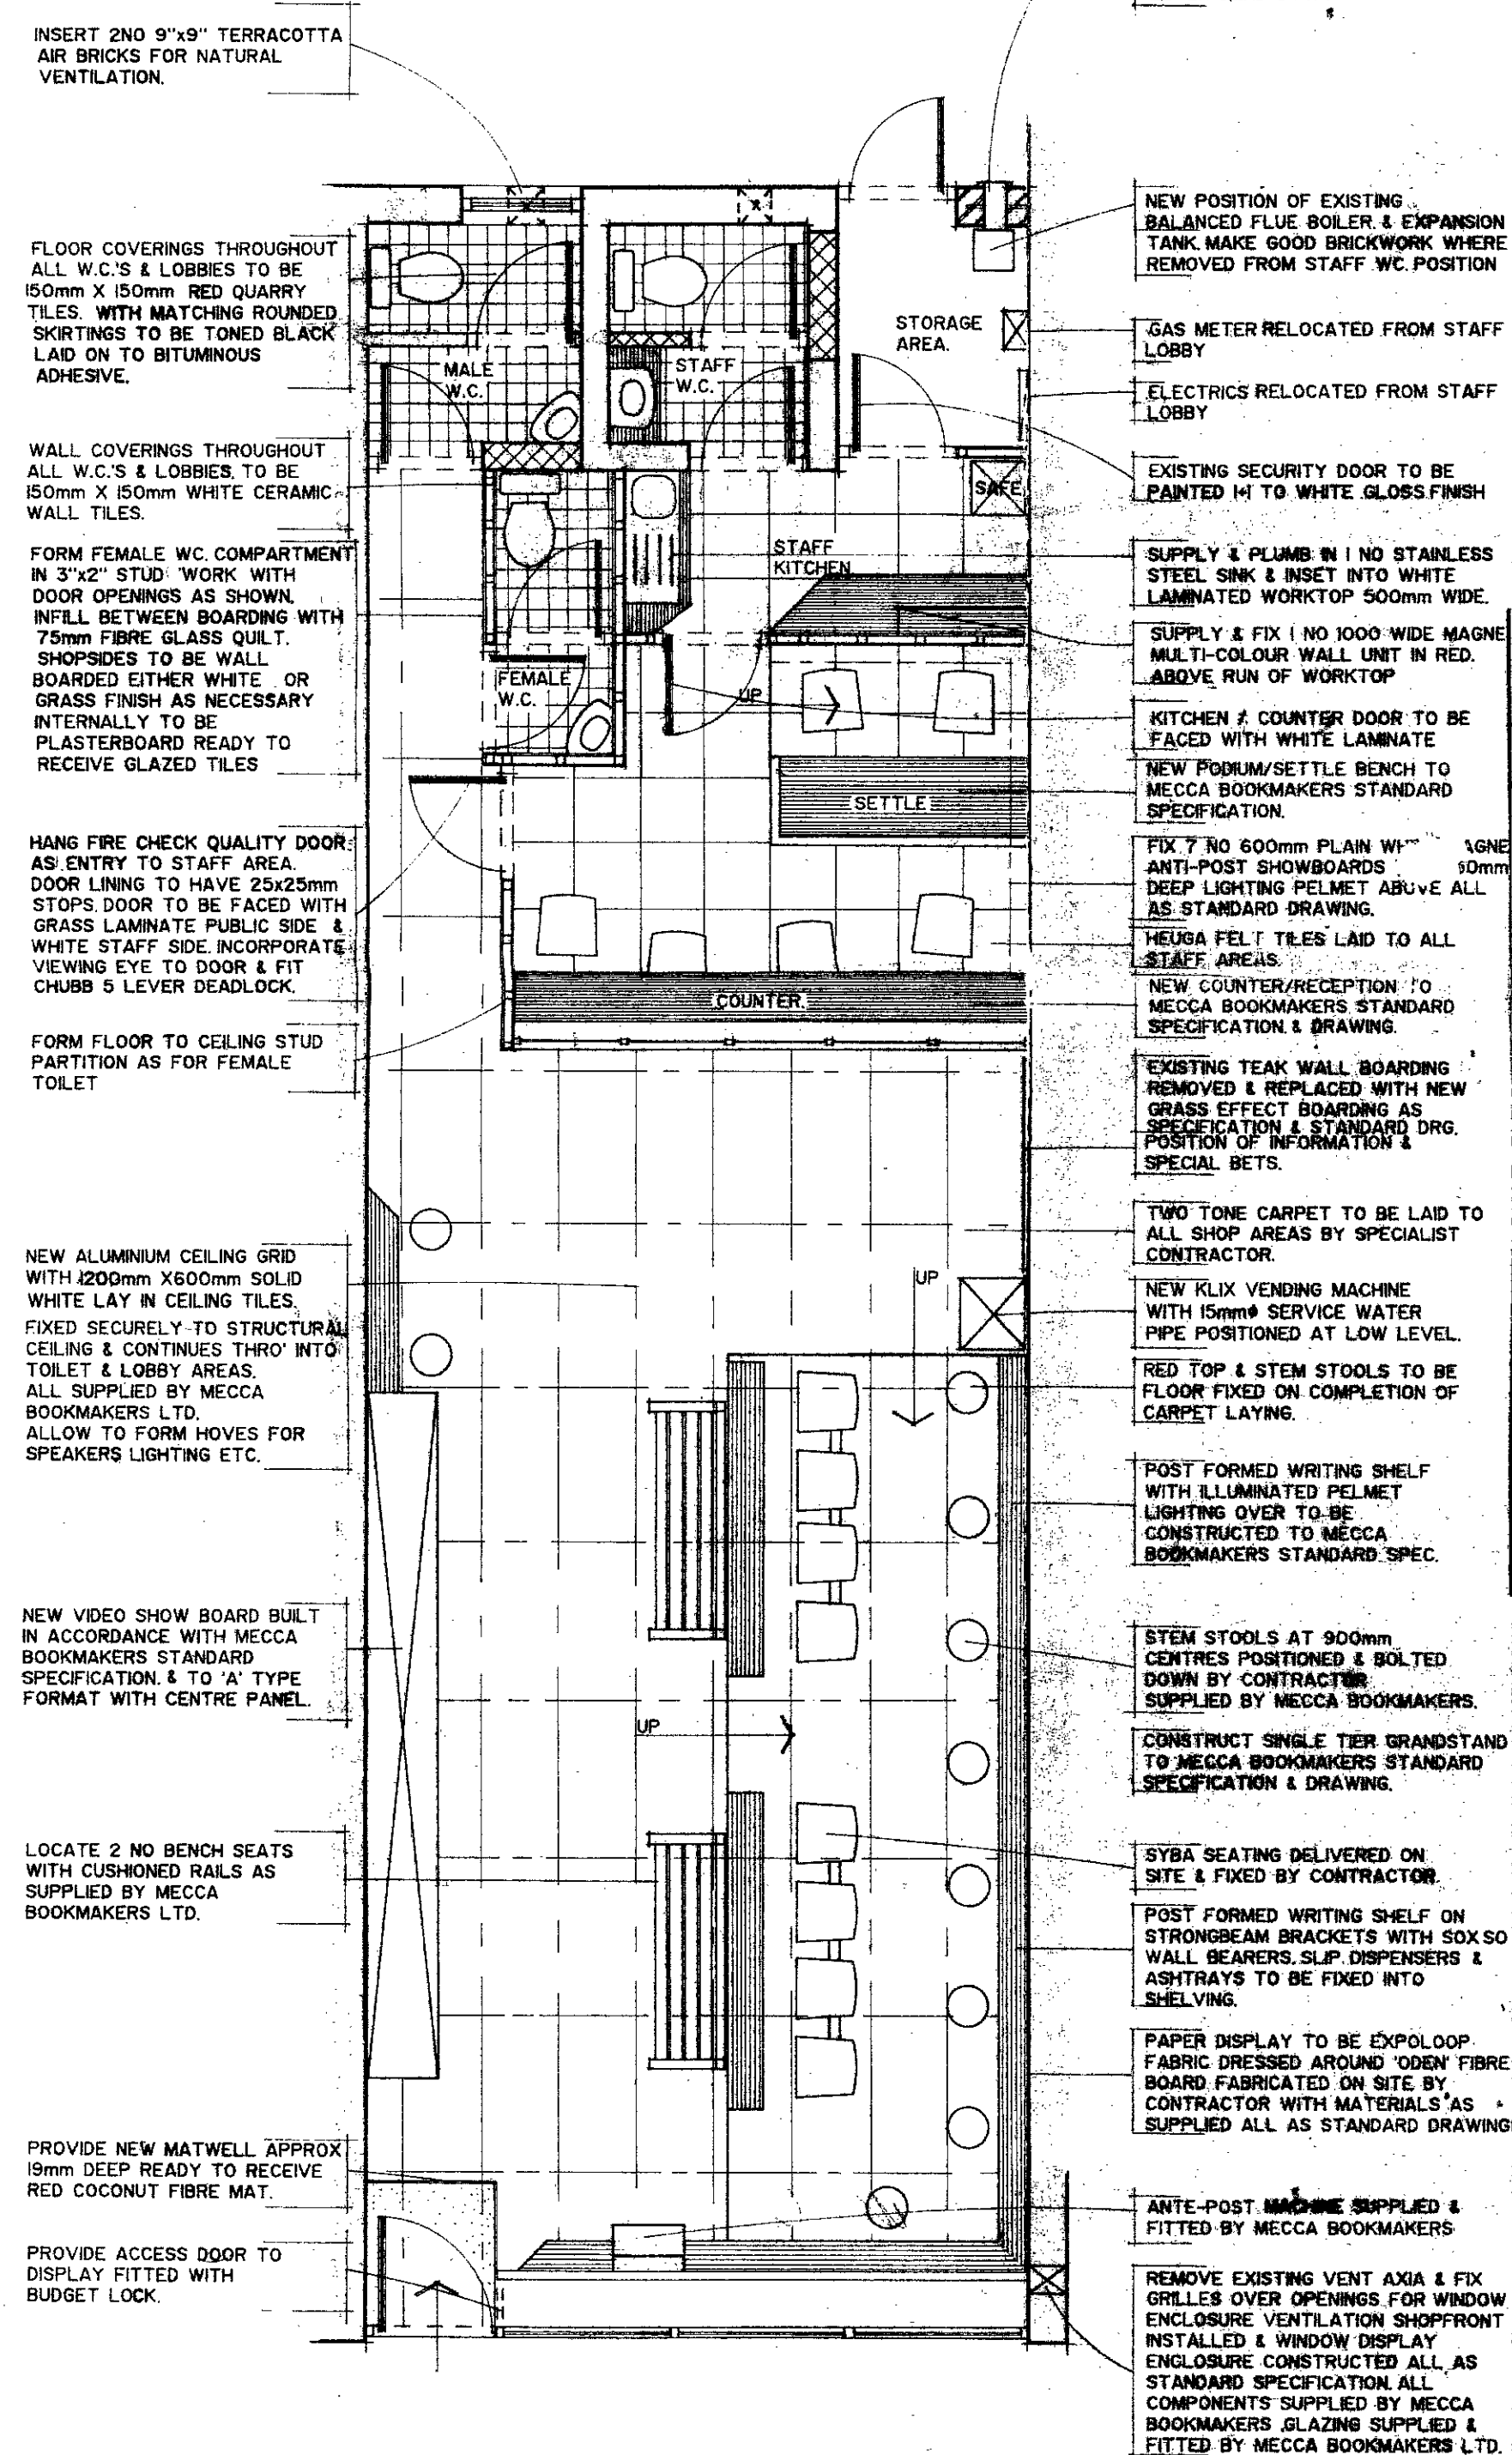 INSERT 2NO 9"x9" TERRACOTTA
AIR BRICKS FOR NATURAL
VENTILATION.
FLOOR COVERINGS THROUGHOUT
ALL W.C.'S & LOBBIES TO BE
150mm X 150mm RED QUARRY
TILES. WITH MATCHING ROUNDED
SKIRTINGS TO BE TONED BLACK
LAID ON TO BITUMINOUS
ADHESIVE.
WALL COVERINGS THROUGHOUT
ALL W.C.'S & LOBBIES, TO BE
150mm X 150mm WHITE CERAMIC
WALL TILES.
FORM FEMALE WC. COMPARTMENT
IN 3"x2" STUD WORK WITH
DOOR OPENINGS AS SHOWN.
INFILL BETWEEN BOARDING WITH
75mm FIBRE GLASS QUILT.
SHOPSIDES TO BE WALL
BOARDED EITHER WHITE OR
GRASS FINISH AS NECESSARY
INTERNALLY TO BE
PLASTERBOARD READY TO
RECEIVE GLAZED TILES
HANG FIRE CHECK QUALITY DOOR
AS ENTRY TO STAFF AREA.
DOOR LINING TO HAVE 25x25mm
STOPS. DOOR TO BE FACED WITH
GRASS LAMINATE PUBLIC SIDE &
WHITE STAFF SIDE. INCORPORATE
VIEWING EYE TO DOOR & FIT
CHUBB 5 LEVER DEADLOCK.
FORM FLOOR TO CEILING STUD
PARTITION AS FOR FEMALE
TOILET
NEW ALUMINIUM CEILING GRID
WITH 1200mm X600mm SOLID
WHITE LAY IN CEILING TILES.
FIXED SECURELY TO STRUCTURAL
CEILING & CONTINUES THRO' INTO
TOILET & LOBBY AREAS.
ALL SUPPLIED BY MECCA
BOOKMAKERS LTD.
ALLOW TO FORM HOVES FOR
SPEAKERS LIGHTING ETC.
NEW VIDEO SHOW BOARD BUILT
IN ACCORDANCE WITH MECCA
BOOKMAKERS STANDARD
SPECIFICATION. & TO 'A' TYPE
FORMAT WITH CENTRE PANEL.
LOCATE 2 NO BENCH SEATS
WITH CUSHIONED RAILS AS
SUPPLIED BY MECCA
BOOKMAKERS LTD.
PROVIDE NEW MATWELL APPROX
19mm DEEP READY TO RECEIVE
RED COCONUT FIBRE MAT.
PROVIDE ACCESS DOOR TO
DISPLAY FITTED WITH
BUDGET LOCK.
STORAGE
AREA.
MALE
W.C.
STAFF
W.C.
SAFE
STAFF
KITCHEN
FEMALE
W.C.
UP
SETTLE
COUNTER.
UP
UP
NEW POSITION OF EXISTING
BALANCED FLUE BOILER & EXPANSION
TANK. MAKE GOOD BRICKWORK WHERE
REMOVED FROM STAFF WC. POSITION
GAS METER RELOCATED FROM STAFF
LOBBY
ELECTRICS RELOCATED FROM STAFF
LOBBY
EXISTING SECURITY DOOR TO BE
PAINTED 1+1 TO WHITE GLOSS FINISH
SUPPLY & PLUMB IN 1 NO STAINLESS
STEEL SINK & INSET INTO WHITE
LAMINATED WORKTOP 500mm WIDE.
SUPPLY & FIX 1 NO 1000 WIDE MAGNE
MULTI-COLOUR WALL UNIT IN RED.
ABOVE RUN OF WORKTOP
KITCHEN & COUNTER DOOR TO BE
FACED WITH WHITE LAMINATE
NEW PODIUM/SETTLE BENCH TO
MECCA BOOKMAKERS STANDARD
SPECIFICATION.
FIX 7 NO 600mm PLAIN
ANTI-POST SHOWBOARDS
DEEP LIGHTING PELMET ABOVE ALL
AS STANDARD DRAWING.
HEUGA FELT TILES LAID TO ALL
STAFF AREAS.
NEW COUNTER/RECEPTION TO
MECCA BOOKMAKERS STANDARD
SPECIFICATION. & DRAWING.
EXISTING TEAK WALL BOARDING
REMOVED & REPLACED WITH NEW
GRASS EFFECT BOARDING AS
SPECIFICATION & STANDARD DRG.
POSITION OF INFORMATION &
SPECIAL BETS.
TWO TONE CARPET TO BE LAID TO
ALL SHOP AREAS BY SPECIALIST
CONTRACTOR.
NEW KLIX VENDING MACHINE
WITH 15mmϕ SERVICE WATER
PIPE POSITIONED AT LOW LEVEL.
RED TOP & STEM STOOLS TO BE
FLOOR FIXED ON COMPLETION OF
CARPET LAYING.
POST FORMED WRITING SHELF
WITH ILLUMINATED PELMET
LIGHTING OVER TO BE
CONSTRUCTED TO MECCA
BOOKMAKERS STANDARD SPEC.
STEM STOOLS AT 900mm
CENTRES POSITIONED & BOLTED
DOWN BY CONTRACTOR
SUPPLIED BY MECCA BOOKMAKERS.
CONSTRUCT SINGLE TIER GRANDSTAND
TO MECCA BOOKMAKERS STANDARD
SPECIFICATION & DRAWING.
SYBA SEATING DELIVERED ON
SITE & FIXED BY CONTRACTOR.
POST FORMED WRITING SHELF ON
STRONGBEAM BRACKETS WITH 50X50
WALL BEARERS. SLIP DISPENSERS &
ASHTRAYS TO BE FIXED INTO
SHELVING.
PAPER DISPLAY TO BE EXPOLOOP
FABRIC DRESSED AROUND 'ODEN' FIBRE
BOARD FABRICATED ON SITE BY
CONTRACTOR WITH MATERIALS AS
SUPPLIED ALL AS STANDARD DRAWING
ANTE-POST MACHINE SUPPLIED &
FITTED BY MECCA BOOKMAKERS
REMOVE EXISTING VENT AXIA & FIX
GRILLES OVER OPENINGS FOR WINDOW
ENCLOSURE VENTILATION SHOPFRONT
INSTALLED & WINDOW DISPLAY
ENCLOSURE CONSTRUCTED ALL AS
STANDARD SPECIFICATION. ALL
COMPONENTS SUPPLIED BY MECCA
BOOKMAKERS .GLAZING SUPPLIED &
FITTED BY MECCA BOOKMAKERS LTD.